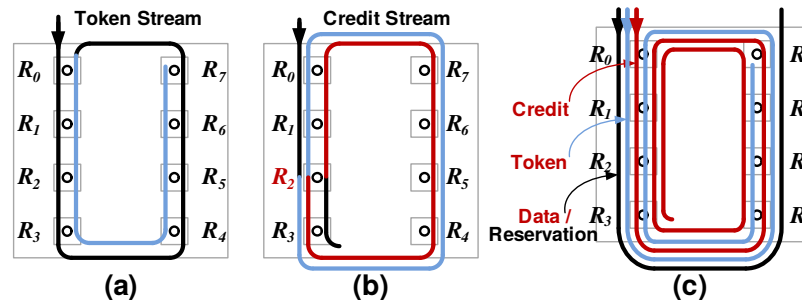 Token Stream
Credit Stream
R0
R7
R1
R6
R2
R5
R3
R4
(a)
R0
R7
R1
R6
R2
R5
R3
R4
(b)
R0
R1
R2
R3
R
R
R
R
Credit
Token
Data /
Reservation
(c)